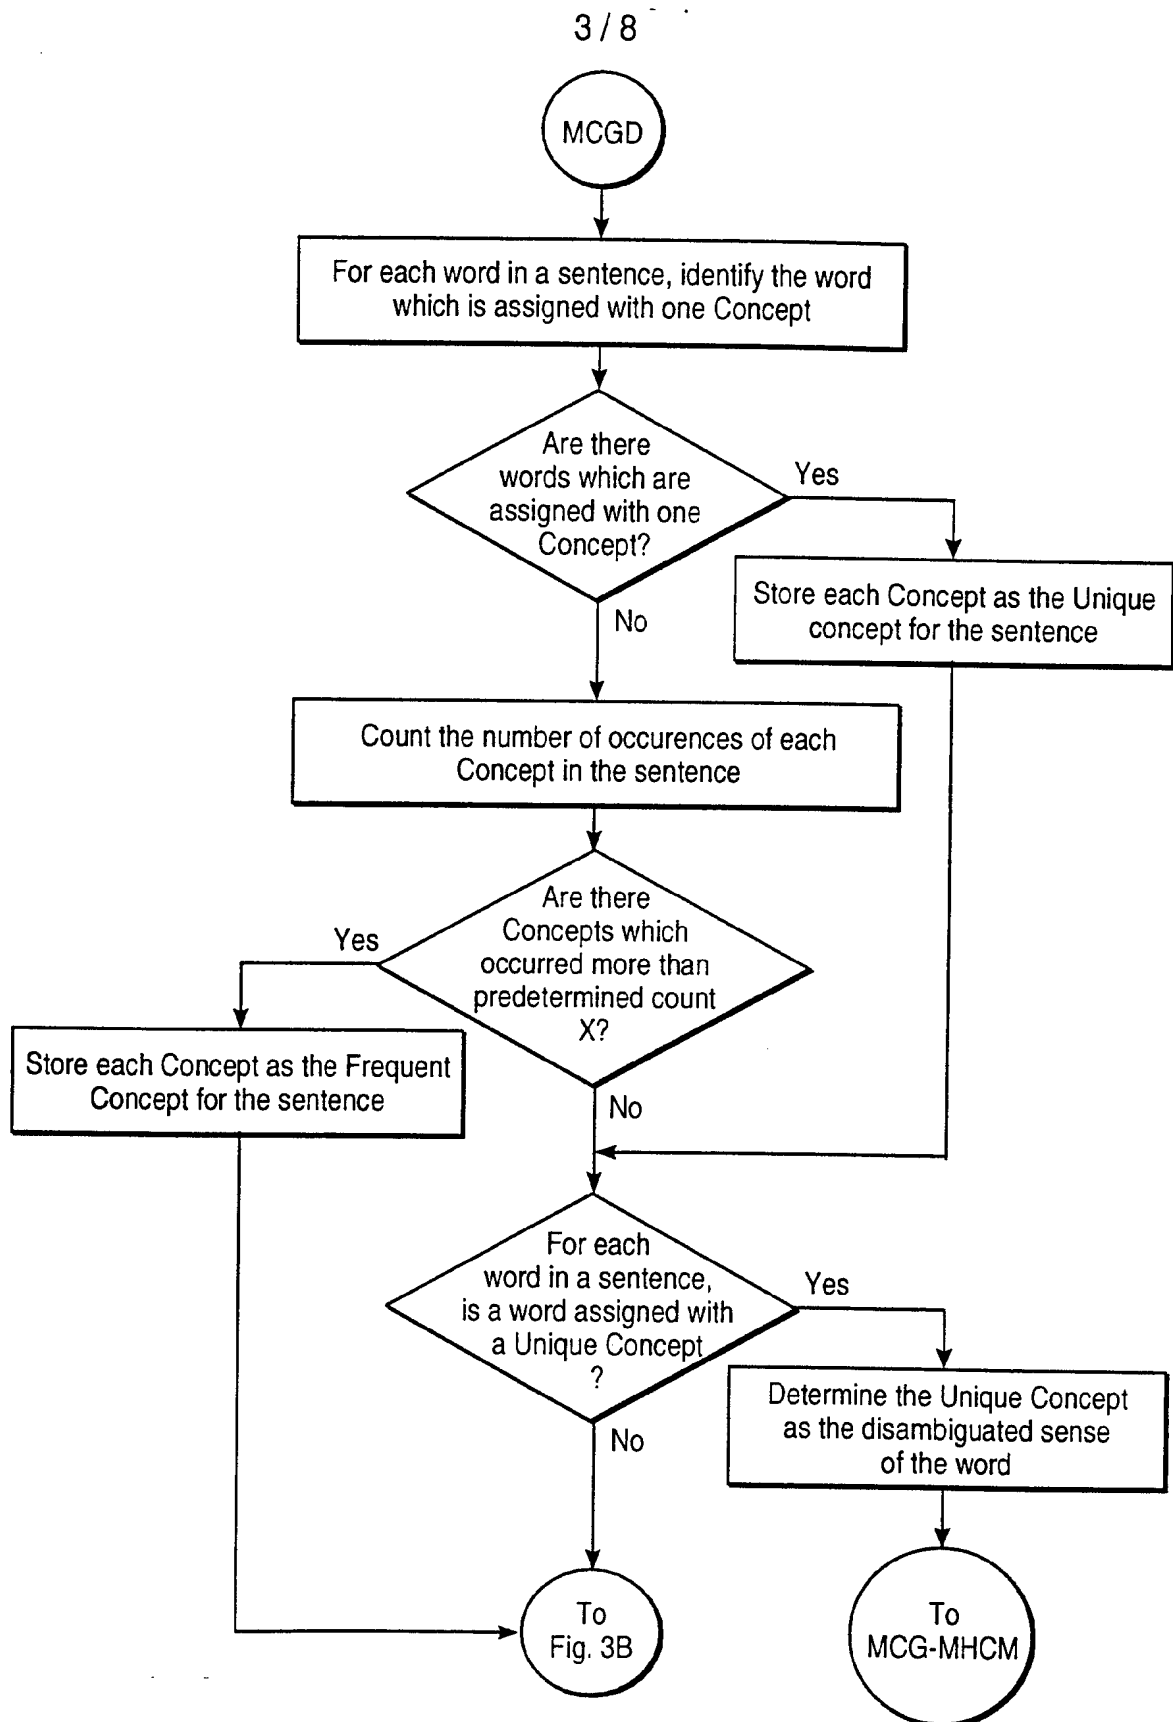 3 / 8
MCGD
For each word in a sentence, identify the word
which is assigned with one Concept
Are there
words which are
assigned with one
Concept?
Yes
No
Store each Concept as the Unique
concept for the sentence
Count the number of occurences of each
Concept in the sentence
Are there
Concepts which
occurred more than
predetermined count
X?
Yes
No
Store each Concept as the Frequent
Concept for the sentence
For each
word in a sentence,
is a word assigned with
a Unique Concept
?
Yes
No
Determine the Unique Concept
as the disambiguated sense
of the word
To
Fig. 3B
To
MCG-MHCM